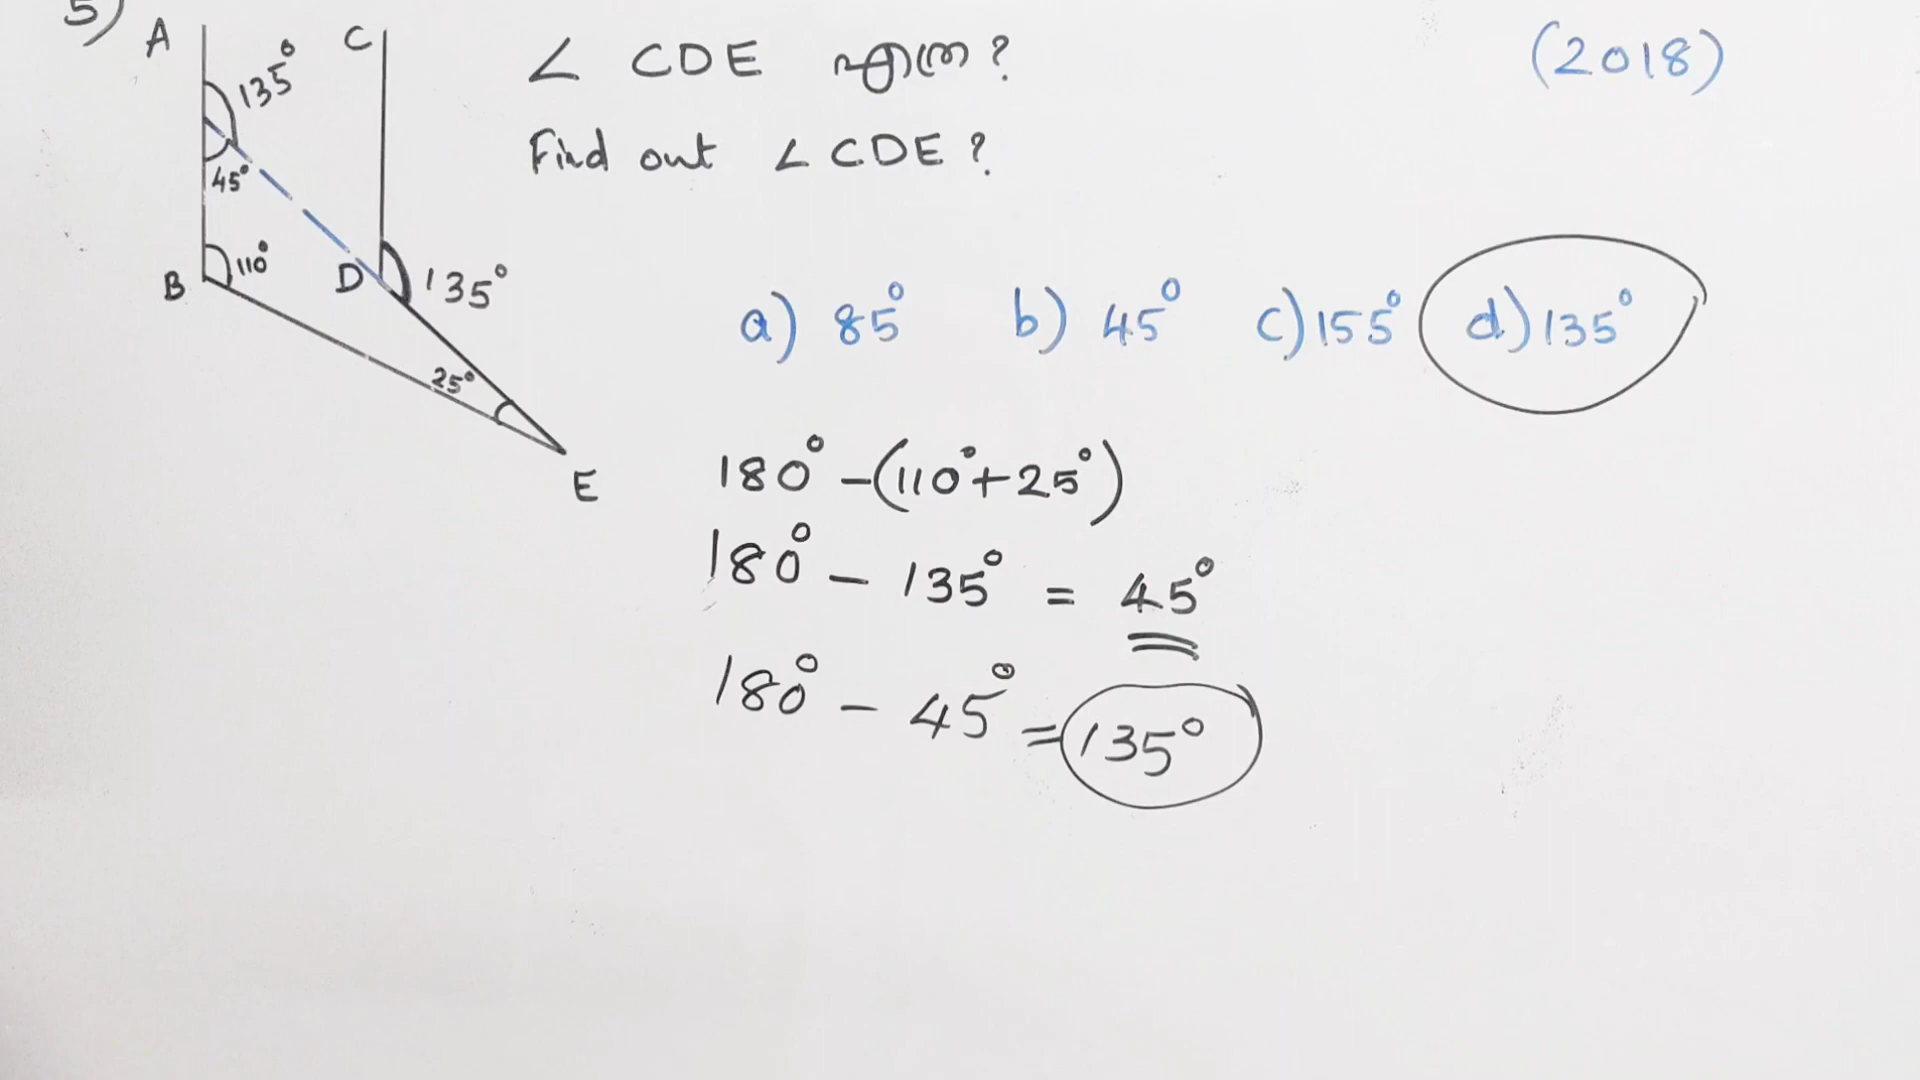 5)
∠ CDE എത്ര?
(2018)
Find out ∠CDE?
A
C
135°
45°
B
110°
D
135°
25°
E
a) 85° b) 45° c) 155° d) 135°
180° - (110° + 25°)
180° - 135° = 45°
180° - 45° = 135°